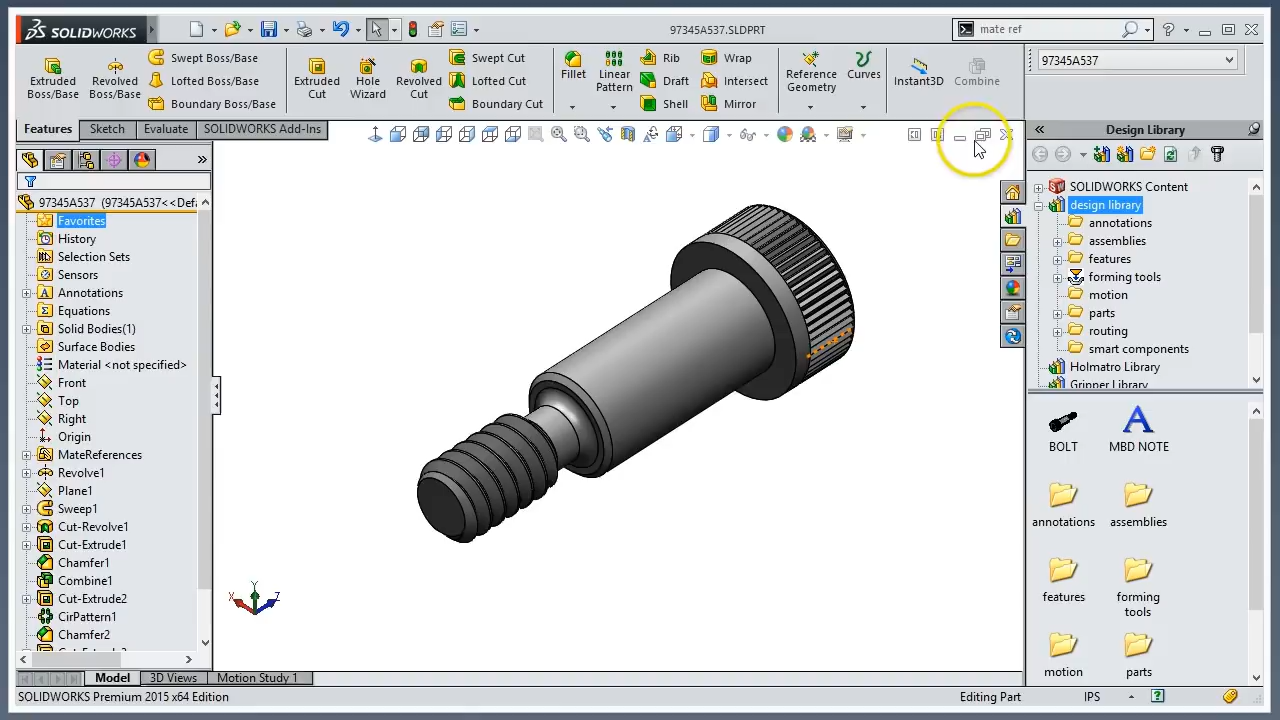 SOLIDWORKS
97345A537.SLDPRT
mate ref
Extruded Boss/Base
Revolved Boss/Base
Swept Boss/Base
Lofted Boss/Base
Boundary Boss/Base
Extruded Cut
Hole Wizard
Revolved Cut
Swept Cut
Lofted Cut
Boundary Cut
Fillet
Linear Pattern
Rib
Draft
Shell
Wrap
Intersect
Mirror
Reference Geometry
Curves
Instant3D
Combine
97345A537
Features
Sketch
Evaluate
SOLIDWORKS Add-Ins
97345A537 (97345A537<<Def
Favorites
History
Selection Sets
Sensors
Annotations
Equations
Solid Bodies(1)
Surface Bodies
Material <not specified>
Front
Top
Right
Origin
MateReferences
Revolve1
Plane1
Sweep1
Cut-Revolve1
Cut-Extrude1
Chamfer1
Combine1
Cut-Extrude2
CirPattern1
Chamfer2
Y
X
Z
Design Library
SOLIDWORKS Content
design library
annotations
assemblies
features
forming tools
motion
parts
routing
smart components
Holmatro Library
Gripper Library
BOLT
MBD NOTE
annotations
assemblies
features
forming tools
motion
parts
Model
3D Views
Motion Study 1
SOLIDWORKS Premium 2015 x64 Edition
Editing Part
IPS